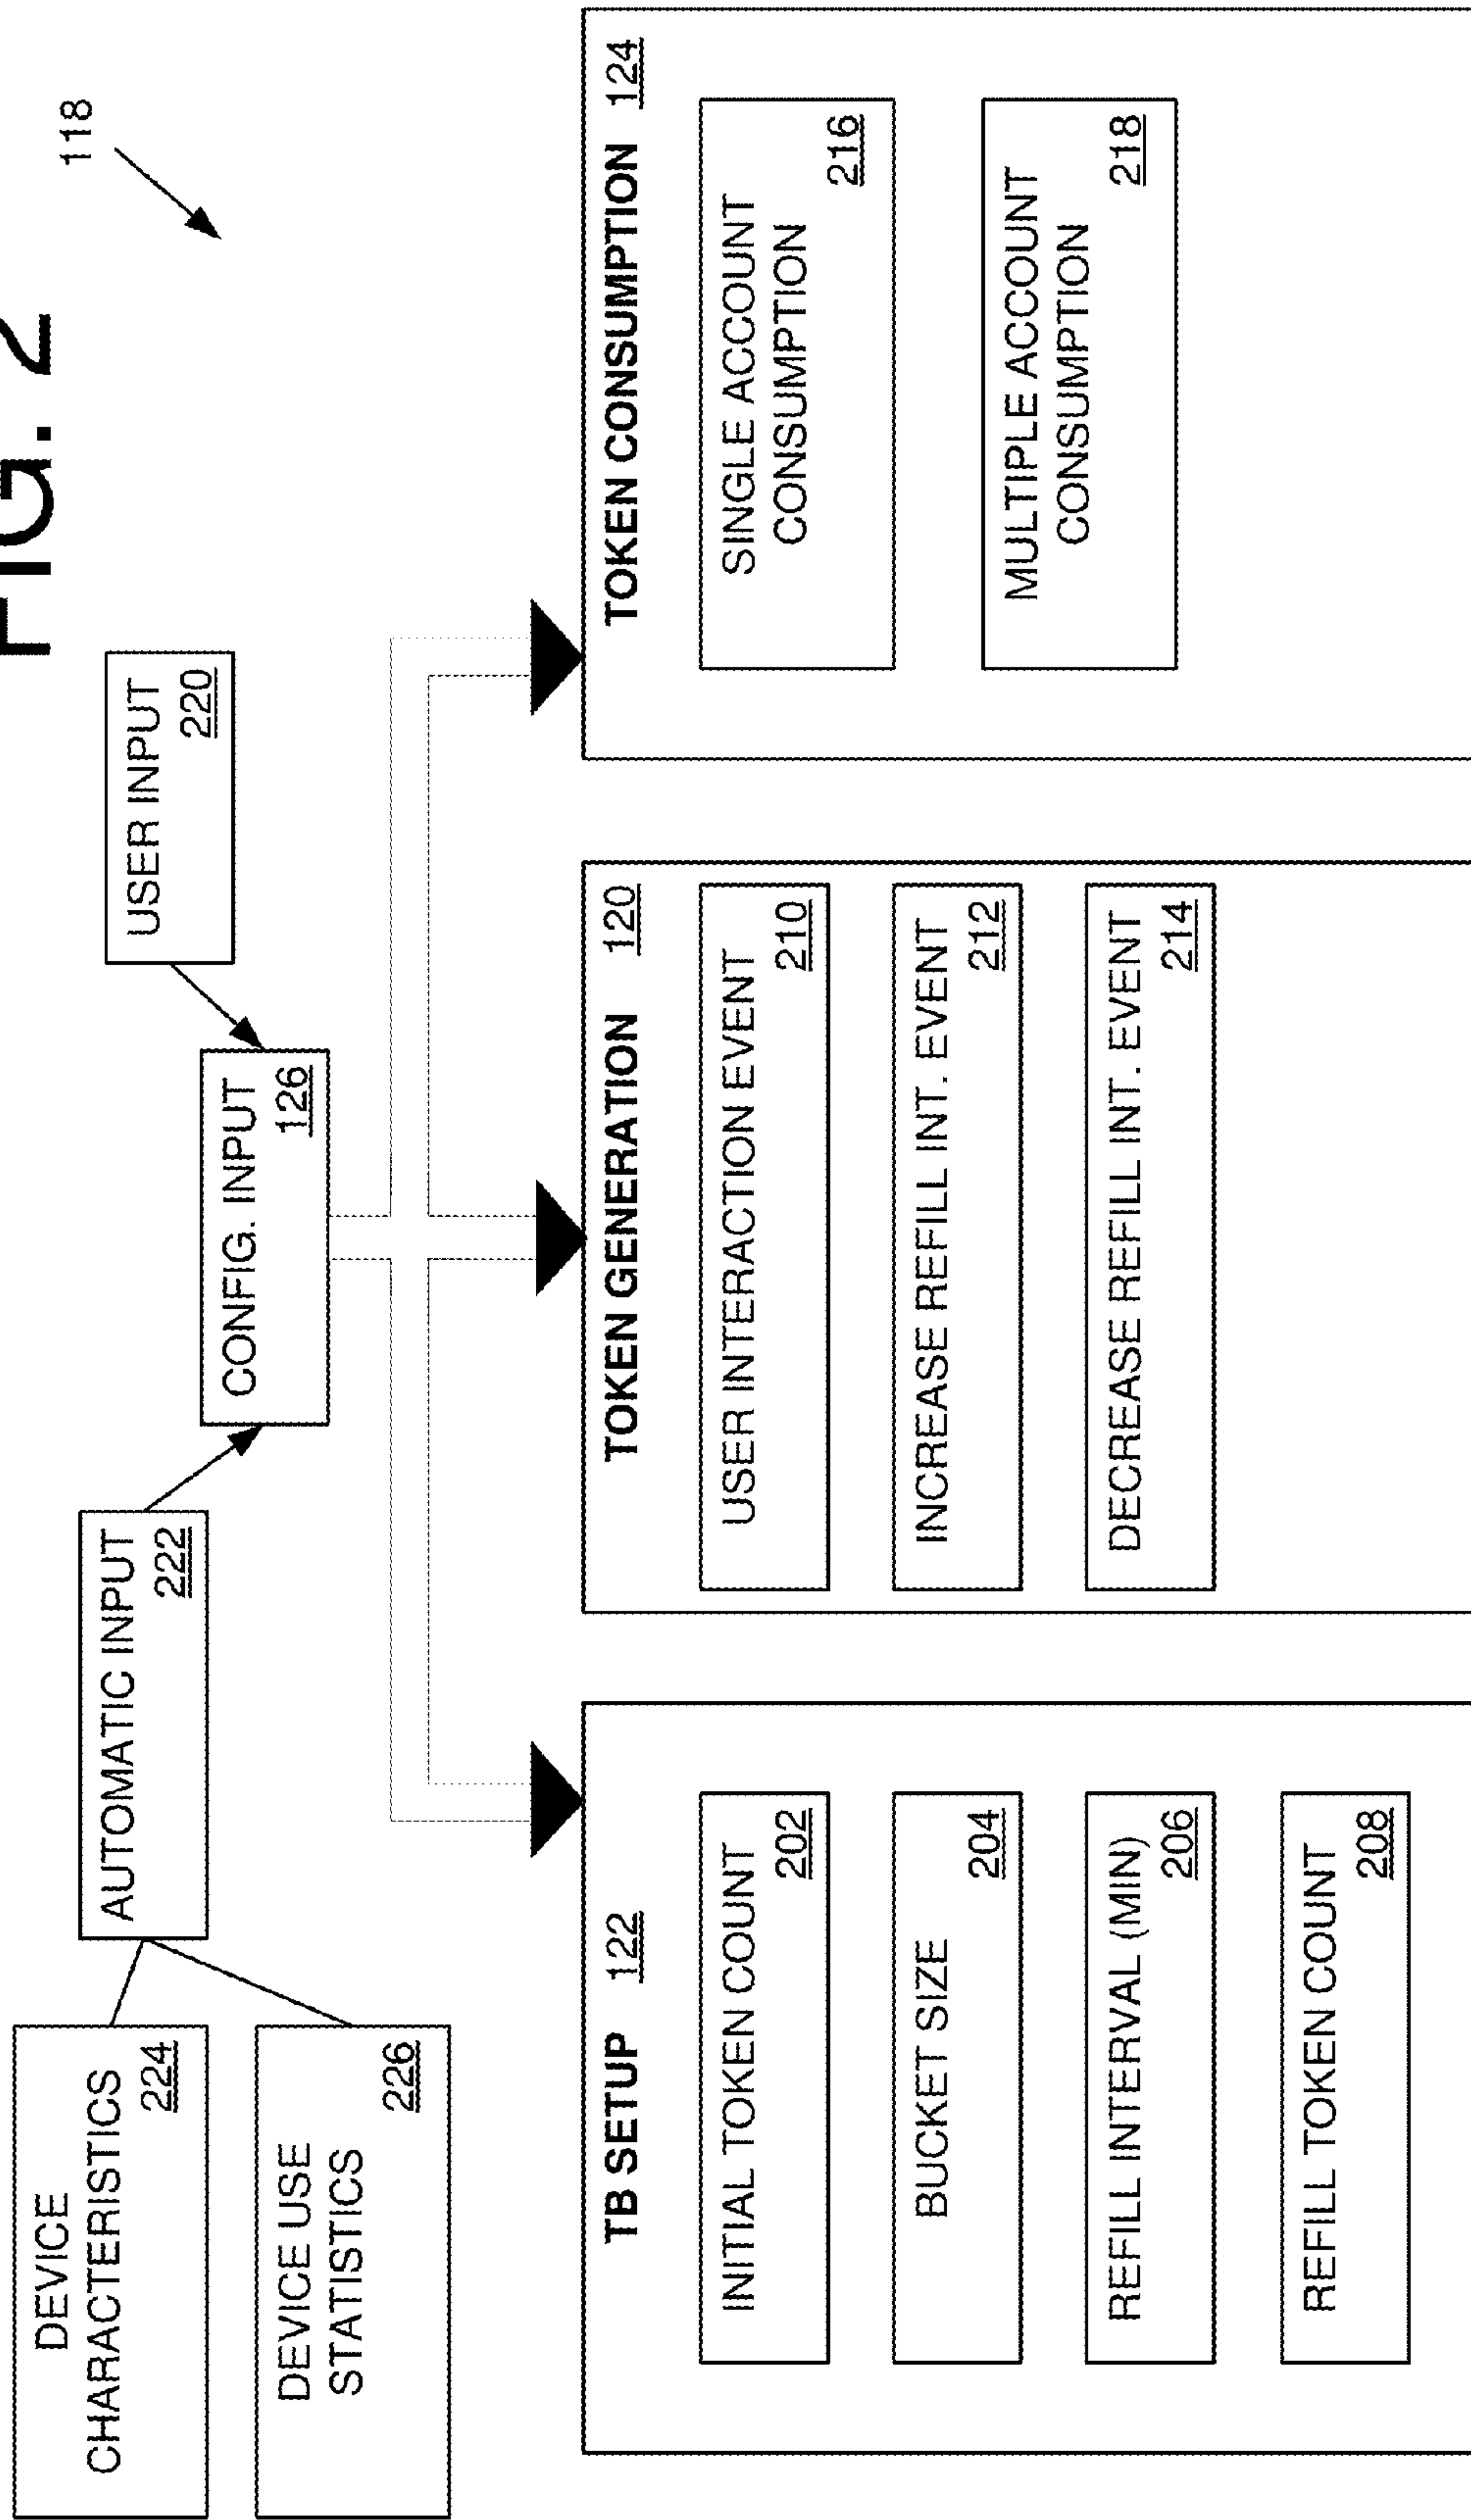 FIG. 2
118
DEVICE
CHARACTERISTICS
224
DEVICE USE
STATISTICS
226
AUTOMATIC INPUT
222
CONFIG. INPUT
126
USER INPUT
220
TB SETUP 122
INITIAL TOKEN COUNT
202
BUCKET SIZE
204
REFILL INTERVAL (MIN)
206
REFILL TOKEN COUNT
208
TOKEN GENERATION 120
USER INTERACTION EVENT
210
INCREASE REFILL INT. EVENT
212
DECREASE REFILL INT. EVENT
214
TOKEN CONSUMPTION 124
SINGLE ACCOUNT
CONSUMPTION
216
MULTIPLE ACCOUNT
CONSUMPTION
218